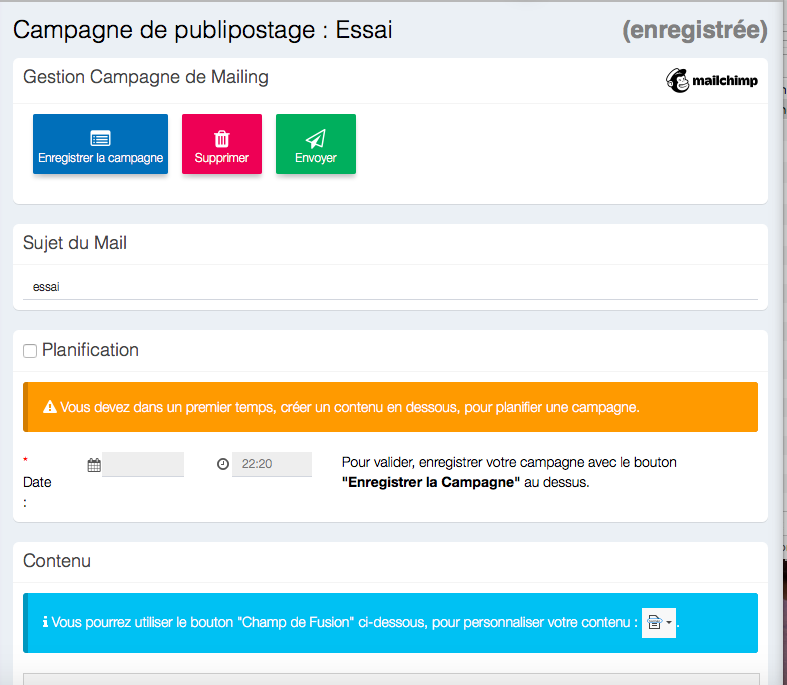 Campagne de publipostage : Essai (enregistrée)
Gestion Campagne de Mailing mailchimp
Enregistrer la campagne Supprimer Envoyer
Sujet du Mail
essai
Planification
Vous devez dans un premier temps, créer un contenu en dessous, pour planifier une campagne.
* Date : 22:20
Pour valider, enregistrer votre campagne avec le bouton
"Enregistrer la Campagne" au dessus.
Contenu
Vous pourrez utiliser le bouton "Champ de Fusion" ci-dessous, pour personnaliser votre contenu : .